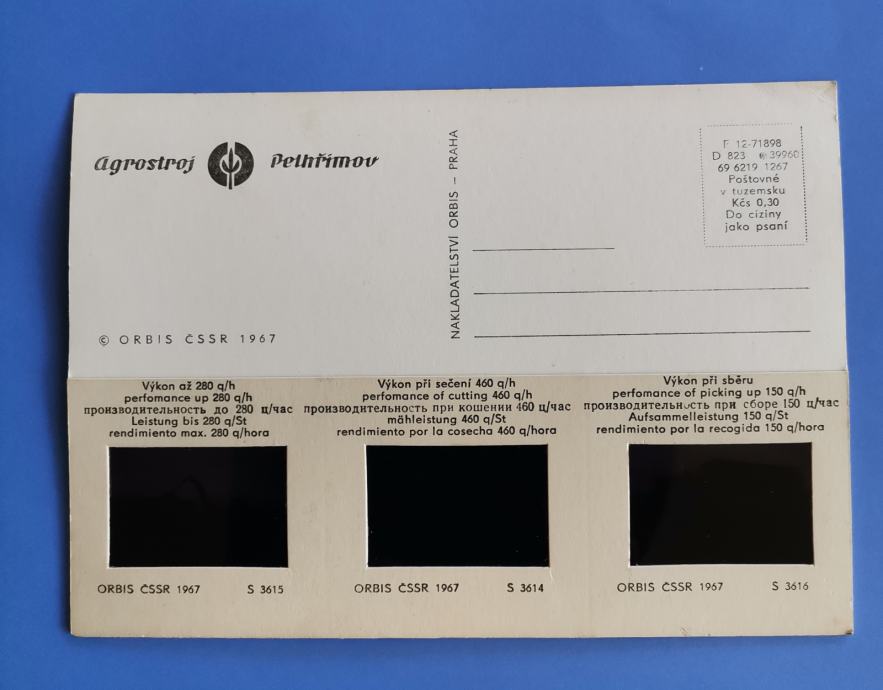 Agrostroj Pelhřimov
© ORBIS ČSSR 1967
NAKLADATELSTVÍ ORBIS – PRAHA
F 12-71898
D 823 39960
69 6219 1267
Poštovné
v tuzemsku
Kčs 0,30
Do ciziny
jako psaní
Výkon až 280 q/h
perfomance up 280 q/h
производительность до 280 ц/час
Leistung bis 280 q/St
rendimiento max. 280 q/hora
ORBIS ČSSR 1967 S 3615
Výkon při sečení 460 q/h
perfomance of cutting 460 q/h
производительность при кошении 460 ц/час
mähleistung 460 q/St
rendimiento por la cosecha 460 q/hora
ORBIS ČSSR 1967 S 3614
Výkon při sběru
perfomance of picking up 150 q/h
производительность при сборе 150 ц/час
Aufsammelleistung 150 q/St
rendimiento por la recogida 150 q/hora
ORBIS ČSSR 1967 S 3616